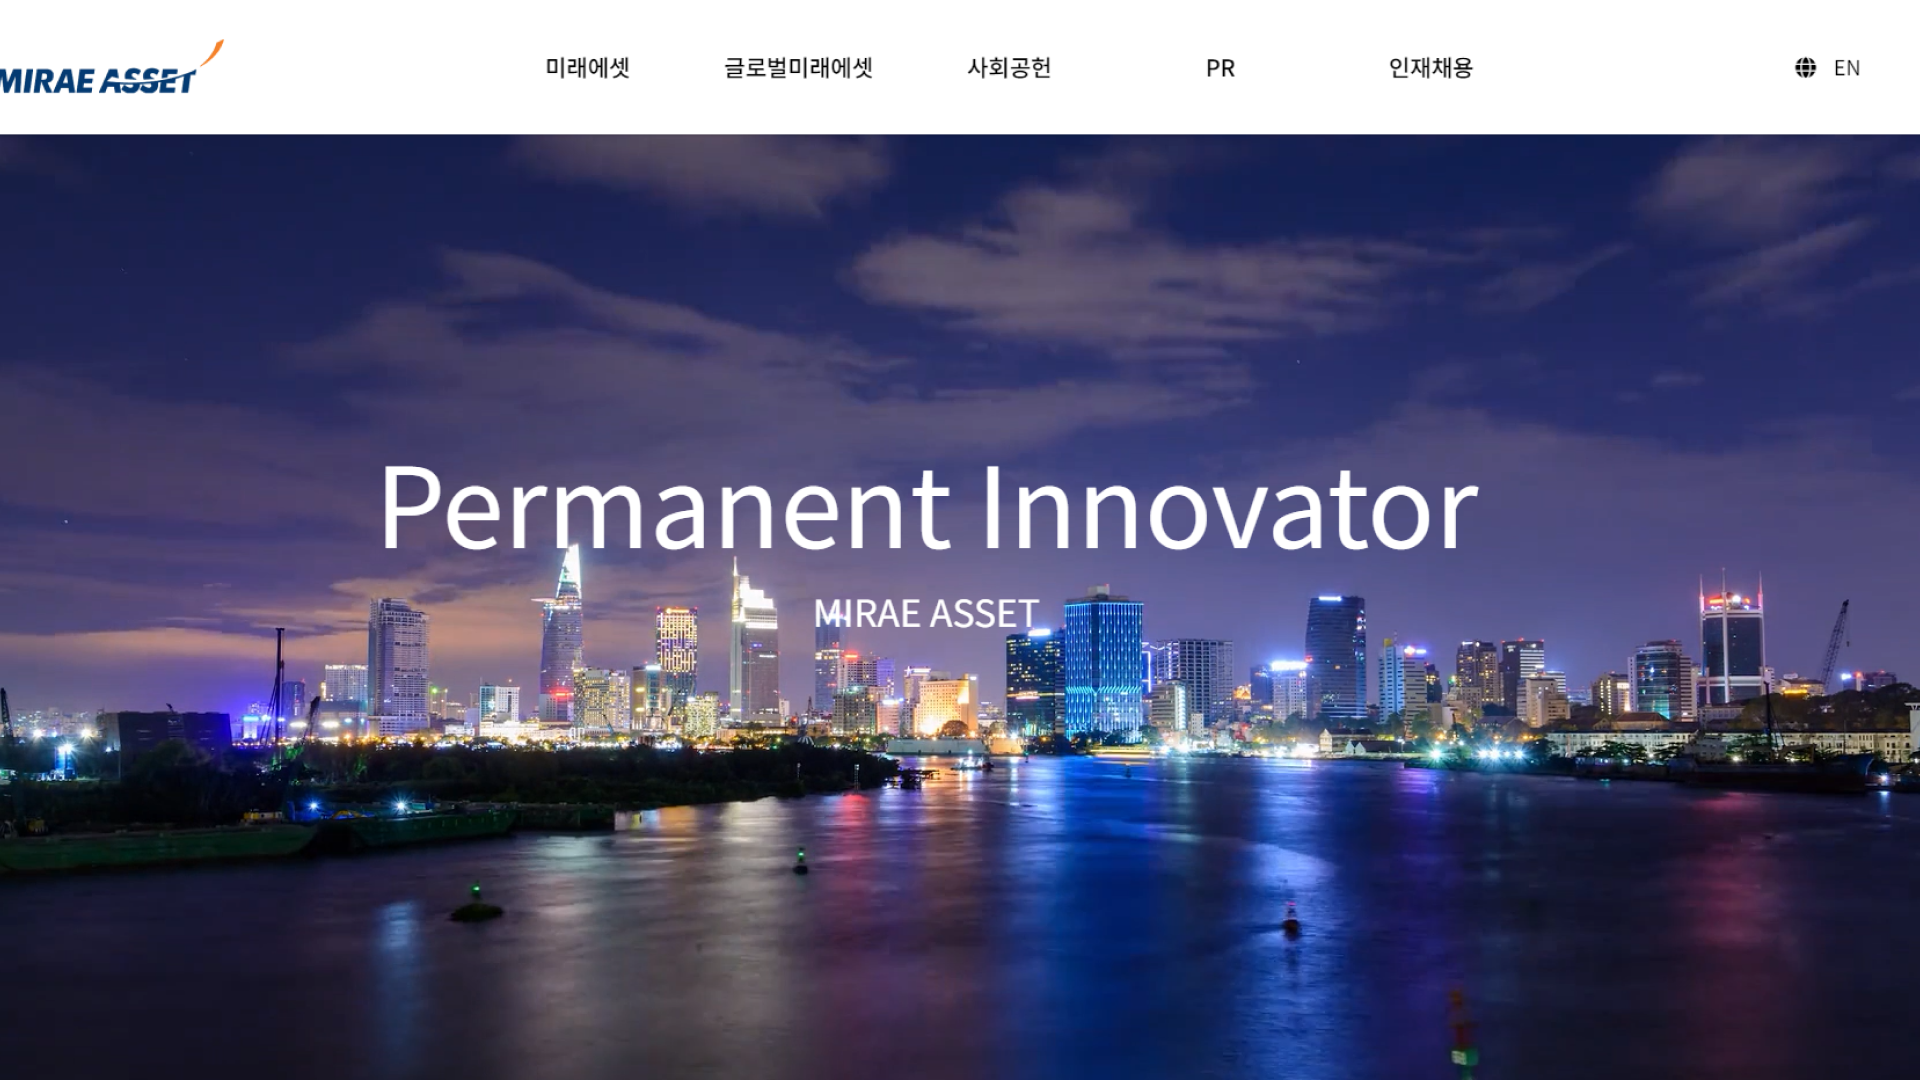 MIRAE ASSET
미래에셋
글로벌미래에셋
사회공헌
PR
인재채용
EN
Permanent Innovator
MIRAE ASSET